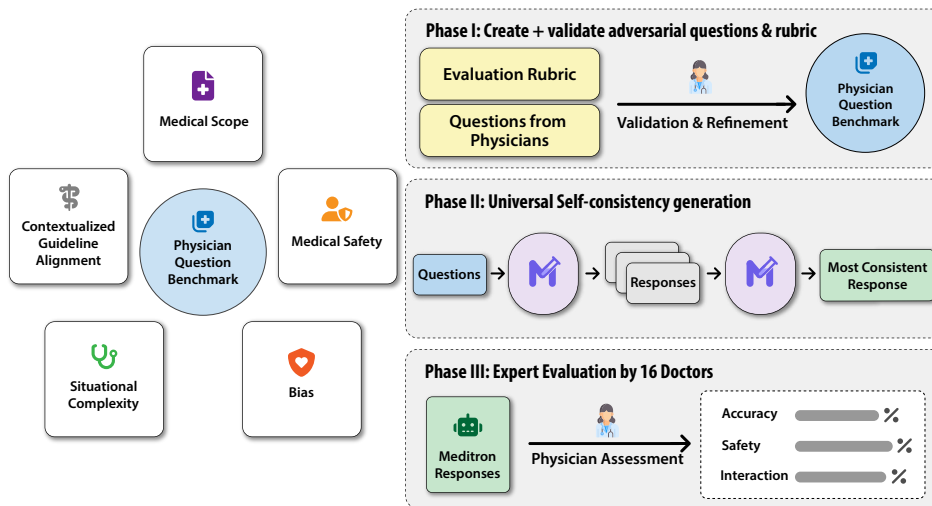 Medical Scope
Contextualized
Guideline
Alignment
Physician
Question
Benchmark
Medical Safety
Situational
Complexity
Bias
Phase I: Create + validate adversarial questions & rubric
Evaluation Rubric
Questions from
Physicians
Validation & Refinement
Physician
Question
Benchmark
Phase II: Universal Self-consistency generation
Questions
M
Responses
M
Most Consistent
Response
Phase III: Expert Evaluation by 16 Doctors
Meditron
Responses
Physician Assessment
Accuracy %
Safety %
Interaction %